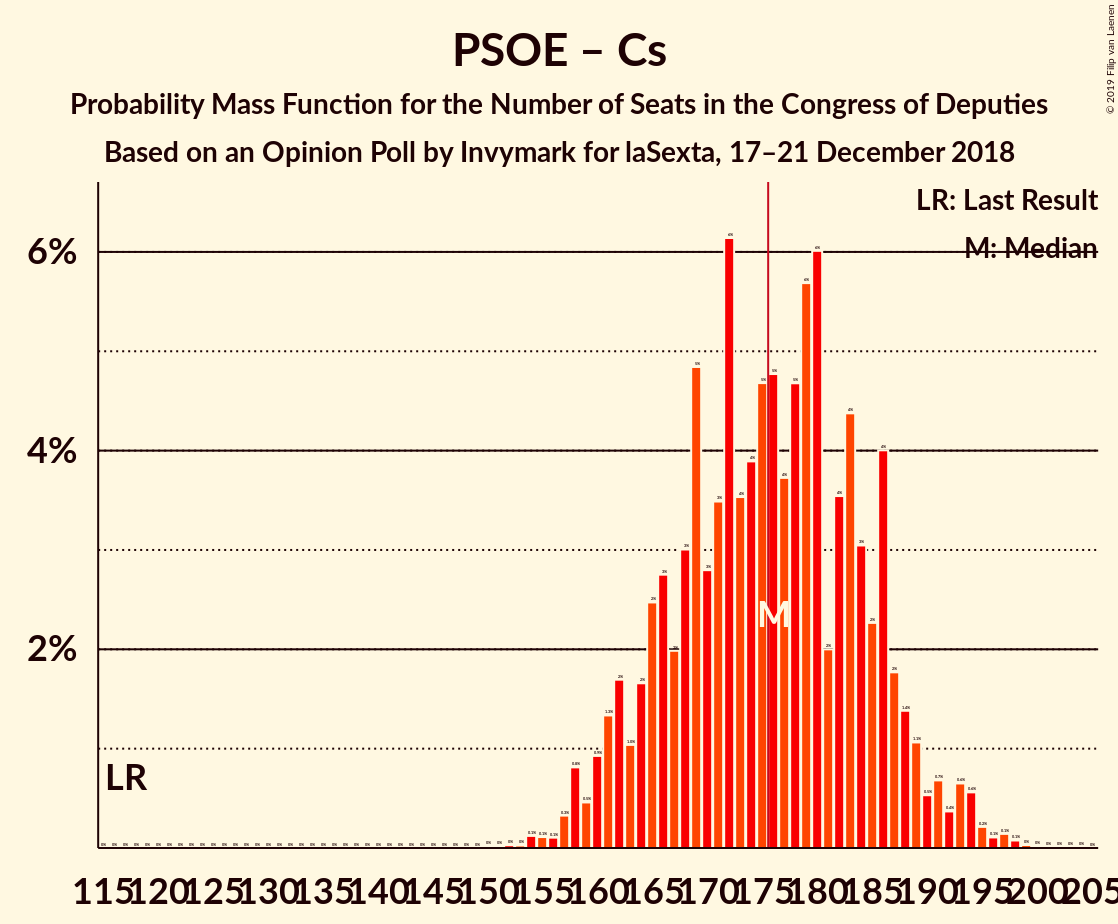 PSOE – Cs
Probability Mass Function for the Number of Seats in the Congress of Deputies
Based on an Opinion Poll by Invymark for laSexta, 17–21 December 2018
© 2019 Filip van Laenen
LR: Last Result
M: Median
6%
4%
2%
LR
M
115 120 125 130 135 140 145 150 155 160 165 170 175 180 185 190 195 200 205